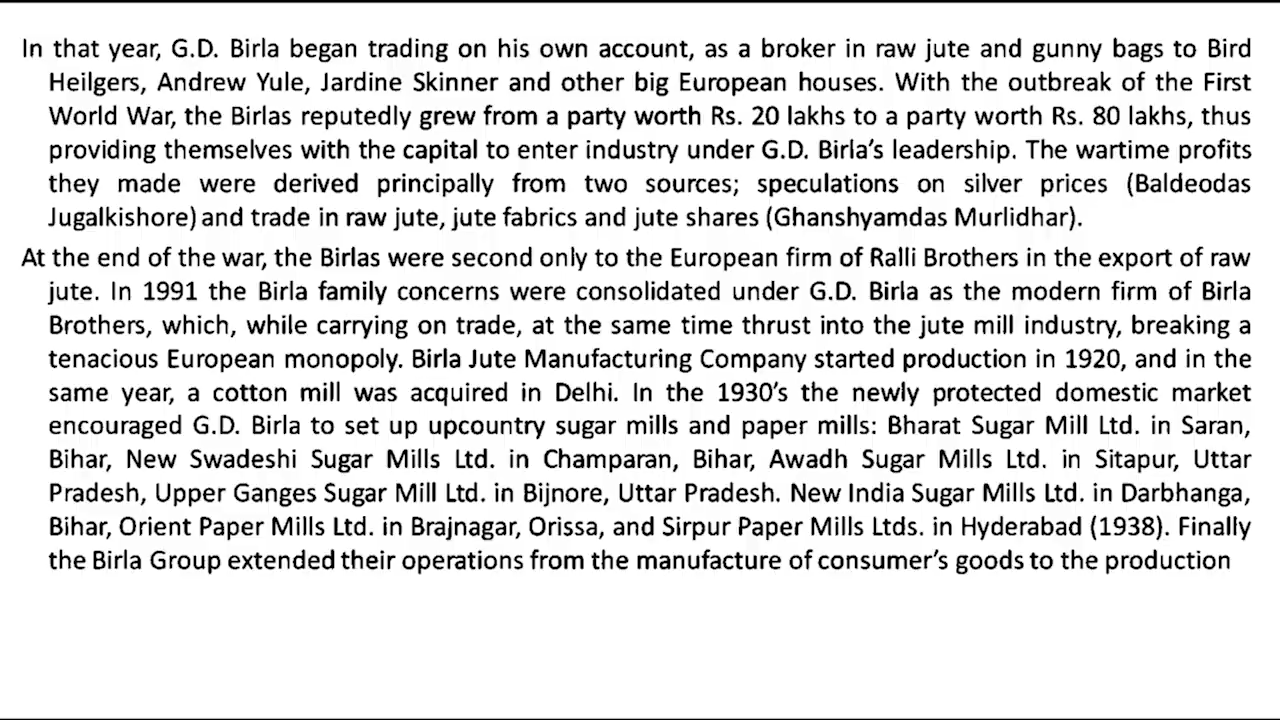 In that year, G.D. Birla began trading on his own account, as a broker in raw jute and gunny bags to Bird
Heilgers, Andrew Yule, Jardine Skinner and other big European houses. With the outbreak of the First
World War, the Birlas reputedly grew from a party worth Rs. 20 lakhs to a party worth Rs. 80 lakhs, thus
providing themselves with the capital to enter industry under G.D. Birla’s leadership. The wartime profits
they made were derived principally from two sources; speculations on silver prices (Baldeodas
Jugalkishore) and trade in raw jute, jute fabrics and jute shares (Ghanshyamdas Murlidhar).
At the end of the war, the Birlas were second only to the European firm of Ralli Brothers in the export of raw
jute. In 1991 the Birla family concerns were consolidated under G.D. Birla as the modern firm of Birla
Brothers, which, while carrying on trade, at the same time thrust into the jute mill industry, breaking a
tenacious European monopoly. Birla Jute Manufacturing Company started production in 1920, and in the
same year, a cotton mill was acquired in Delhi. In the 1930’s the newly protected domestic market
encouraged G.D. Birla to set up upcountry sugar mills and paper mills: Bharat Sugar Mill Ltd. in Saran,
Bihar, New Swadeshi Sugar Mills Ltd. in Champaran, Bihar, Awadh Sugar Mills Ltd. in Sitapur, Uttar
Pradesh, Upper Ganges Sugar Mill Ltd. in Bijnore, Uttar Pradesh. New India Sugar Mills Ltd. in Darbhanga,
Bihar, Orient Paper Mills Ltd. in Brajnagar, Orissa, and Sirpur Paper Mills Ltds. in Hyderabad (1938). Finally
the Birla Group extended their operations from the manufacture of consumer’s goods to the production